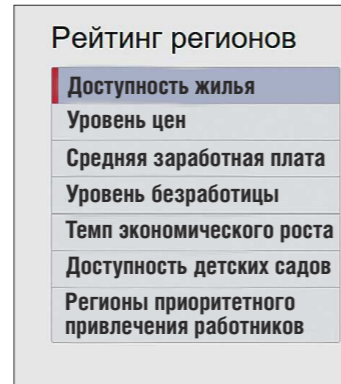 Рейтинг регионов
Доступность жилья
Уровень цен
Средняя заработная плата
Уровень безработицы
Темп экономического роста
Доступность детских садов
Регионы приоритетного
привлечения работников